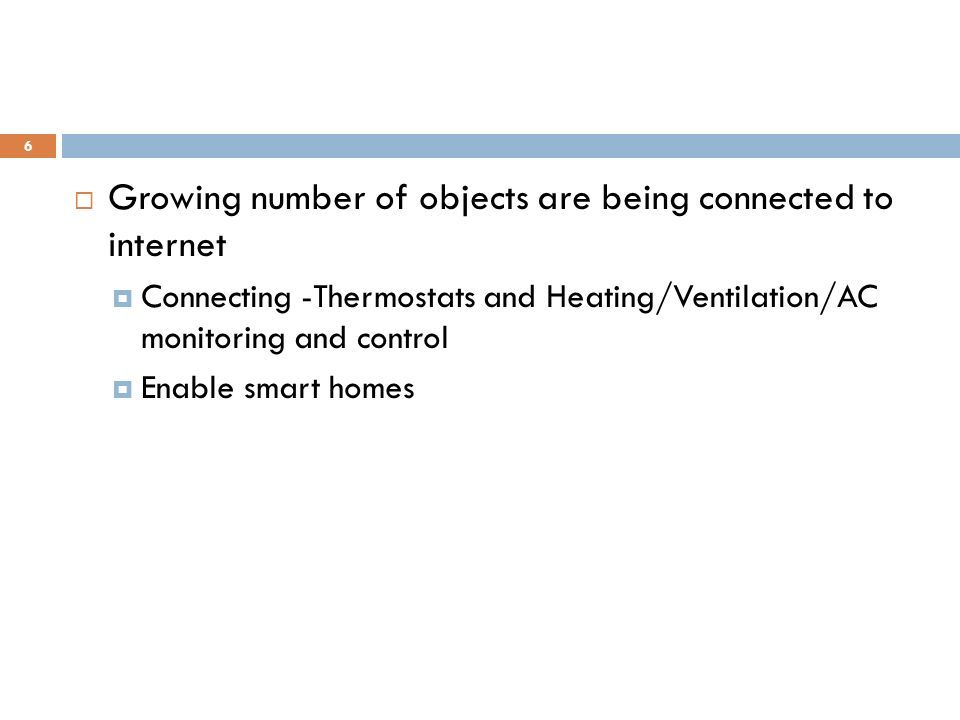 6
Growing number of objects are being connected to
internet
Connecting -Thermostats and Heating/Ventilation/AC
monitoring and control
Enable smart homes